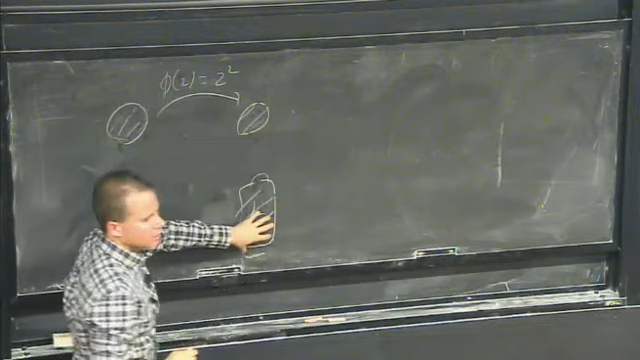 φ(z) = z²